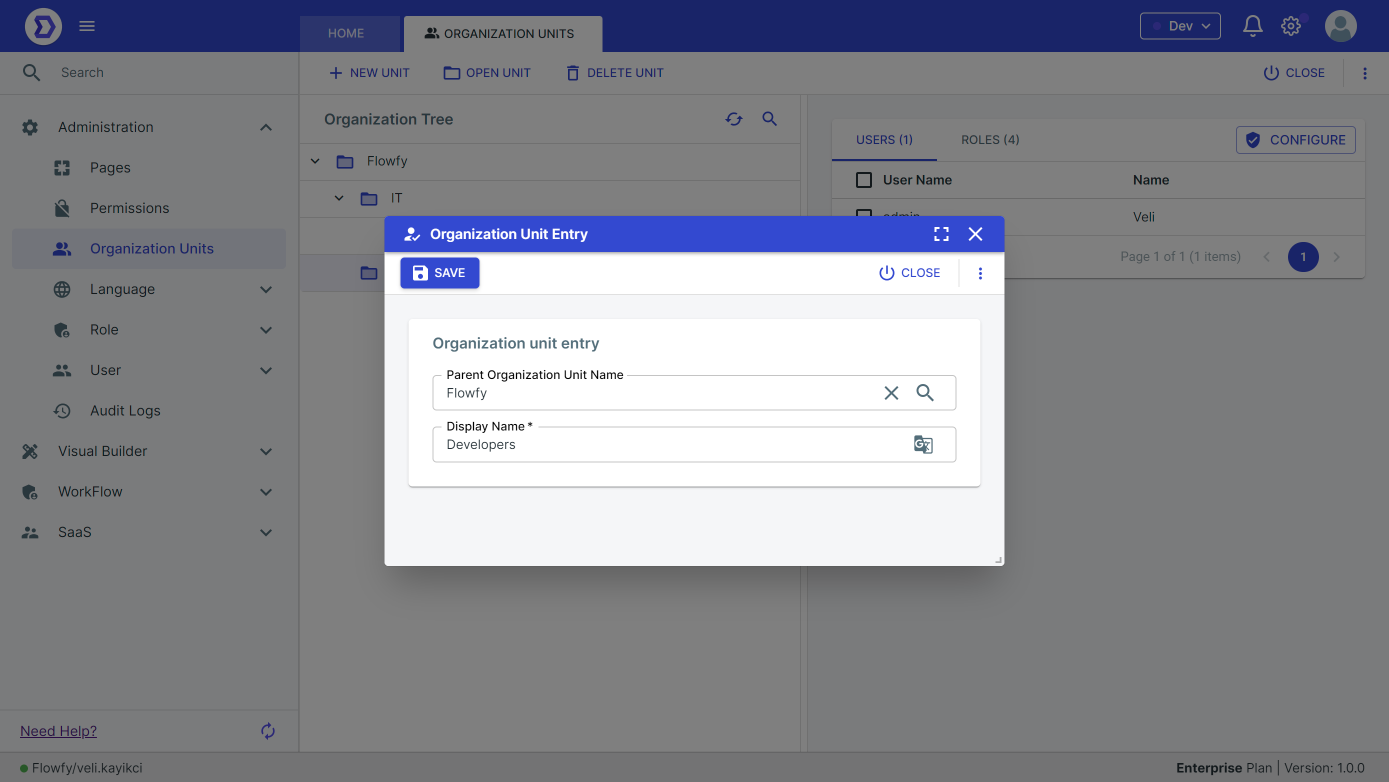 HOME
ORGANIZATION UNITS
Dev
Search
NEW UNIT
OPEN UNIT
DELETE UNIT
CLOSE
Administration
Pages
Permissions
Organization Units
Language
Role
User
Audit Logs
Visual Builder
WorkFlow
SaaS
Need Help?
Organization Tree
Flowfy
IT
USERS (1)
ROLES (4)
CONFIGURE
User Name
Name
admin
Veli
Page 1 of 1 (1 items)
1
Organization Unit Entry
SAVE
CLOSE
Organization unit entry
Parent Organization Unit Name
Flowfy
Display Name *
Developers
Flowfy/veli.kayikci
Enterprise Plan | Version: 1.0.0